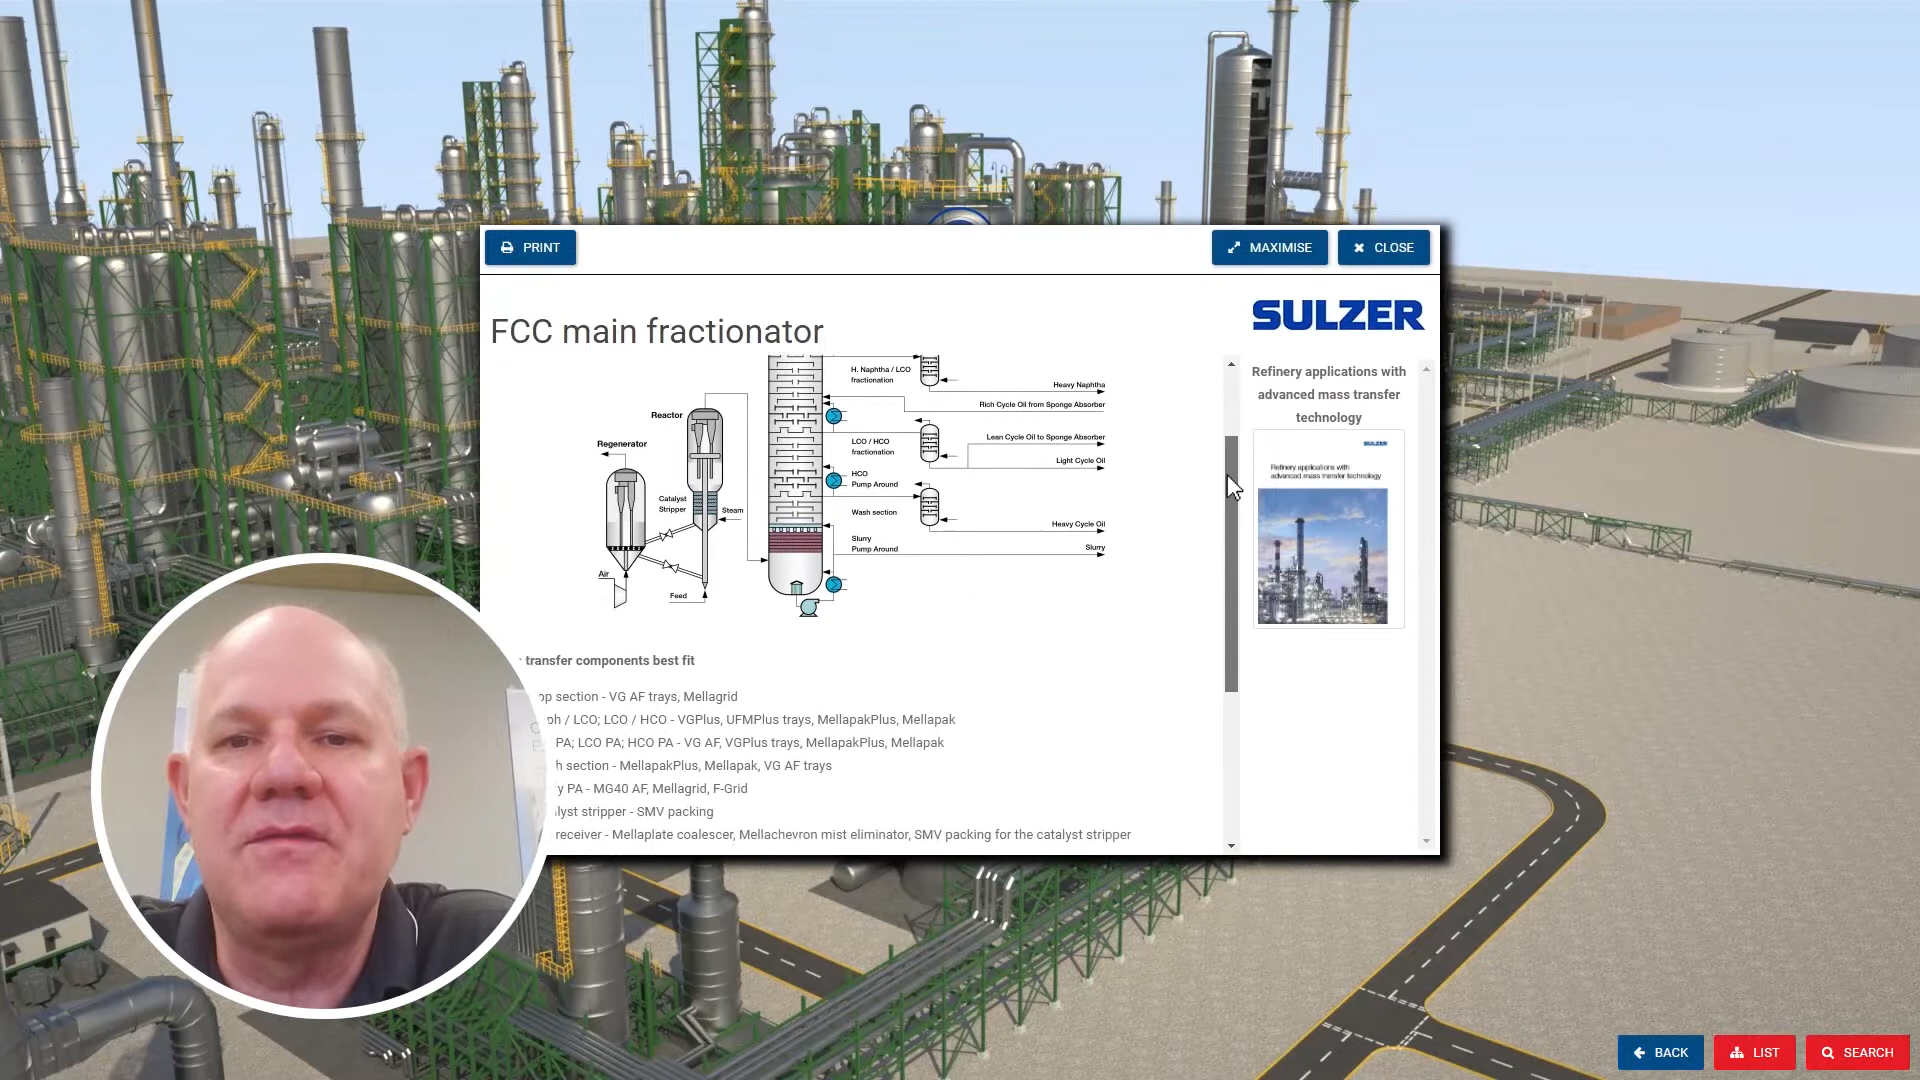 PRINT
MAXIMISE
CLOSE
SULZER
FCC main fractionator
H. Naphtha / LCO
fractionation
Heavy Naphtha
Rich Cycle Oil from Sponge Absorber
Reactor
Regenerator
LCO / HCO
fractionation
Lean Cycle Oil to Sponge Absorber
Light Cycle Oil
HCO
Pump Around
Catalyst
Stripper
Steam
Wash section
Heavy Cycle Oil
Slurry
Pump Around
Slurry
Air
Feed
Refinery applications with
advanced mass transfer
technology
SULZER
Refinery applications with
advanced mass transfer technology
transfer components best fit
op section - VG AF trays, Mellagrid
ph / LCO; LCO / HCO - VGPlus, UFMPlus trays, MellapakPlus, Mellapak
PA; LCO PA; HCO PA - VG AF, VGPlus trays, MellapakPlus, Mellapak
h section - MellapakPlus, Mellapak, VG AF trays
y PA - MG40 AF, Mellagrid, F-Grid
lyst stripper - SMV packing
receiver - Mellaplate coalescer, Mellachevron mist eliminator, SMV packing for the catalyst stripper
BACK
LIST
SEARCH